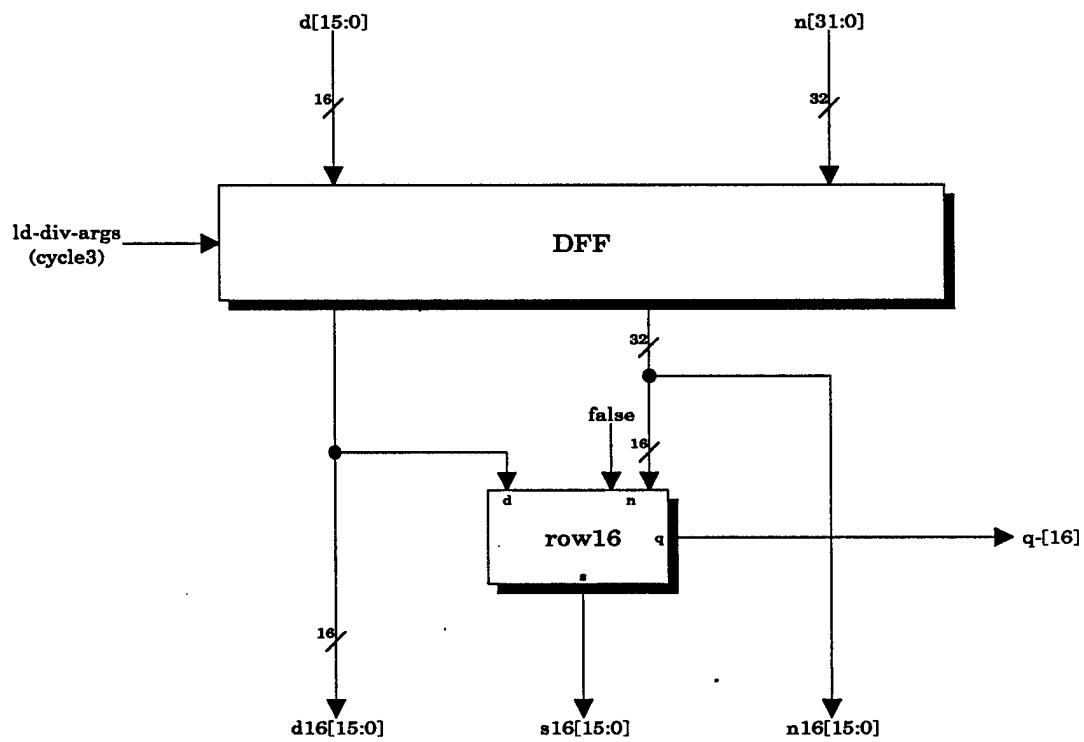 d[15:0]
n[31:0]
16
32
ld-div-args
(cycle3)
DFF
32
false
16
d
n
row16
q
q-[16]
s
16
d16[15:0]
s16[15:0]
n16[15:0]